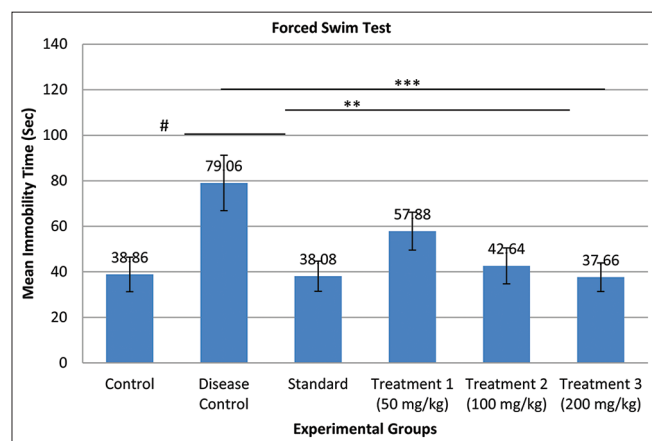 Forced Swim Test
Mean Immobility Time (Sec)
140
120
100
80
60
40
20
0
***
**
#
38.86
79.06
38.08
57.88
42.64
37.66
Control
Disease
Control
Standard
Treatment 1
(50 mg/kg)
Treatment 2
(100 mg/kg)
Treatment 3
(200 mg/kg)
Experimental Groups